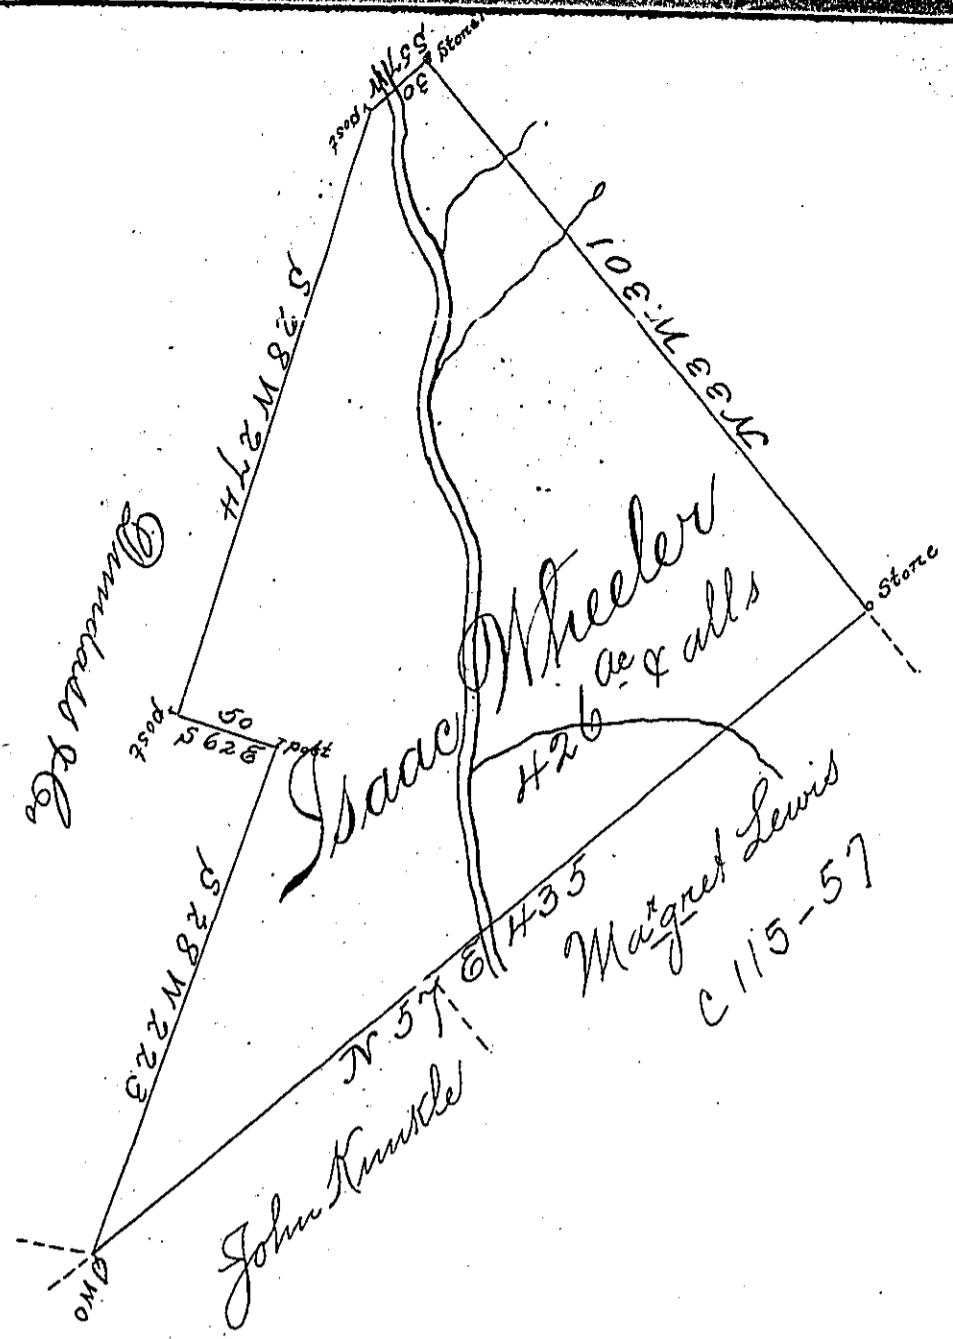 Stone
S 57 W
30
post
S 28 W 274
N 33 W. 301
Stone
Isaac Wheeler
426 ac & alls
post
50
S 62 E
post
S 28 W 223
N 57 E 435
Margret Lewis
C 115-57
John Kunkle
WO